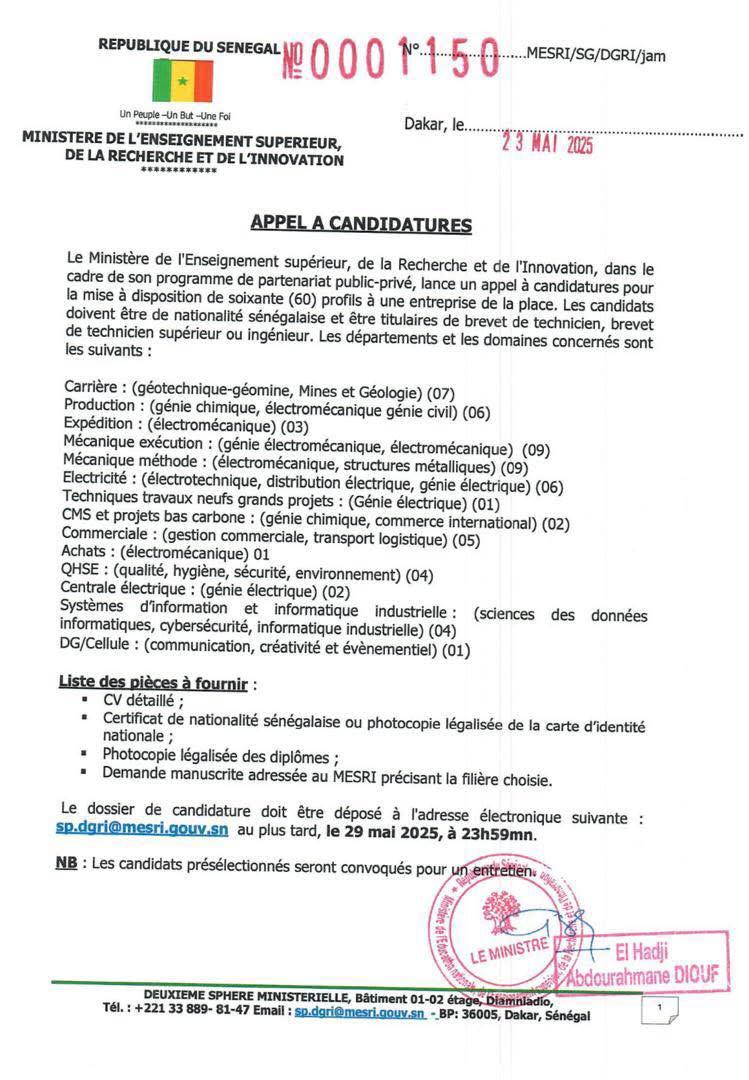 REPUBLIQUE DU SENEGAL
N° 0001150
N°...........................MESRI/SG/DGRI/jam
Un Peuple –Un But –Une Foi
******************
Dakar, le..............................................................
23 MAI 2025
MINISTERE DE L'ENSEIGNEMENT SUPERIEUR,
DE LA RECHERCHE ET DE L'INNOVATION
************
APPEL A CANDIDATURES
Le Ministère de l'Enseignement supérieur, de la Recherche et de l'Innovation, dans le
cadre de son programme de partenariat public-privé, lance un appel à candidatures pour
la mise à disposition de soixante (60) profils à une entreprise de la place. Les candidats
doivent être de nationalité sénégalaise et être titulaires de brevet de technicien, brevet
de technicien supérieur ou ingénieur. Les départements et les domaines concernés sont
les suivants :
Carrière : (géotechnique-géomine, Mines et Géologie) (07)
Production : (génie chimique, électromécanique génie civil) (06)
Expédition : (électromécanique) (03)
Mécanique exécution : (génie électromécanique, électromécanique) (09)
Mécanique méthode : (électromécanique, structures métalliques) (09)
Electricité : (électrotechnique, distribution électrique, génie électrique) (06)
Techniques travaux neufs grands projets : (Génie électrique) (01)
CMS et projets bas carbone : (génie chimique, commerce international) (02)
Commerciale : (gestion commerciale, transport logistique) (05)
Achats : (électromécanique) 01
QHSE : (qualité, hygiène, sécurité, environnement) (04)
Centrale électrique : (génie électrique) (02)
Systèmes d'information et informatique industrielle : (sciences des données
informatiques, cybersécurité, informatique industrielle) (04)
DG/Cellule : (communication, créativité et évènementiel) (01)
Liste des pièces à fournir :
▪ CV détaillé ;
▪ Certificat de nationalité sénégalaise ou photocopie légalisée de la carte d'identité
nationale ;
▪ Photocopie légalisée des diplômes ;
▪ Demande manuscrite adressée au MESRI précisant la filière choisie.
Le dossier de candidature doit être déposé à l'adresse électronique suivante :
sp.dgri@mesri.gouv.sn au plus tard, le 29 mai 2025, à 23h59mn.
NB : Les candidats présélectionnés seront convoqués pour un entretien.
LE MINISTRE
El Hadji
Abdourahmane DIOUF
DEUXIEME SPHERE MINISTERIELLE, Bâtiment 01-02 étage, Diamniadio,
Tél. : +221 33 889- 81-47 Email : sp.dgri@mesri.gouv.sn - BP: 36005, Dakar, Sénégal
1